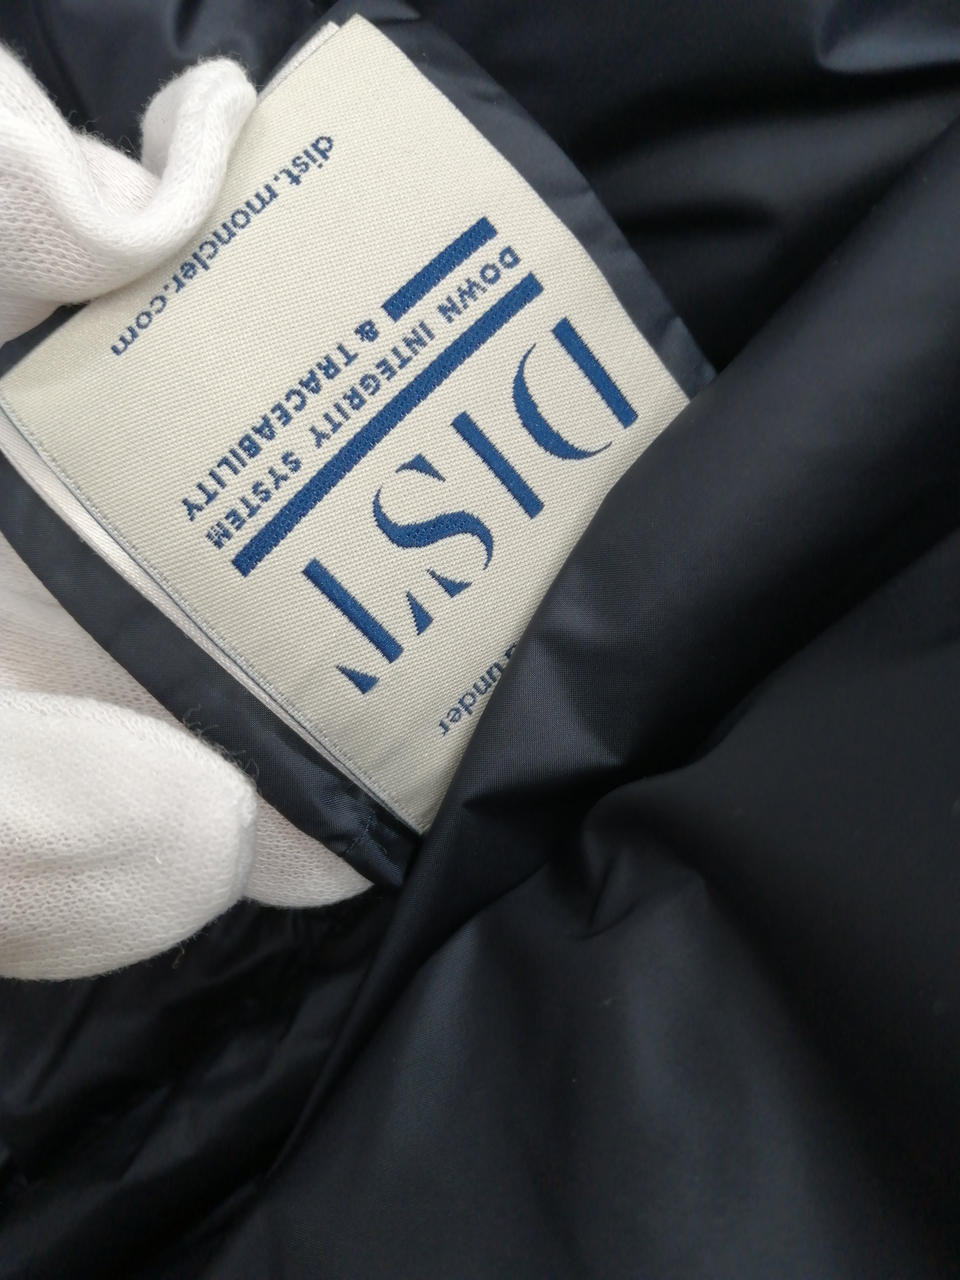 under
DIST
DOWN INTEGRITY SYSTEM
& TRACEABILITY
dist.moncler.com